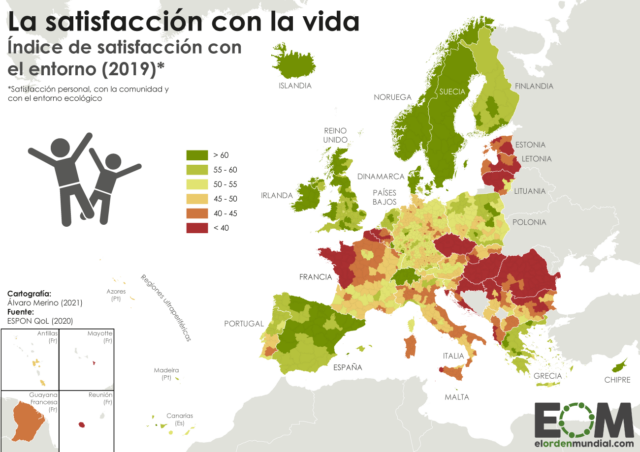 La satisfacción con la vida
Índice de satisfacción con
el entorno (2019)*
*Satisfacción personal, con la comunidad y
con el entorno ecológico
ISLANDIA
NORUEGA
SUECIA
FINLANDIA
REINO
UNIDO
ESTONIA
LETONIA
DINAMARCA
LITUANIA
IRLANDA
PAÍSES
BAJOS
POLONIA
> 60
55 - 60
50 - 55
45 - 50
40 - 45
< 40
FRANCIA
Regiones ultraperiféricas
Cartografía:
Álvaro Merino (2021)
Fuente:
ESPON QoL (2020)
Azores
(Pt)
PORTUGAL
ESPAÑA
ITALIA
GRECIA
CHIPRE
MALTA
Antillas
(Fr)
Mayotte
(Fr)
Guayana
Francesa
(Fr)
Reunión
(Fr)
Madeira
(Pt)
Canarias
(Es)
EOM
elordenmundial.com